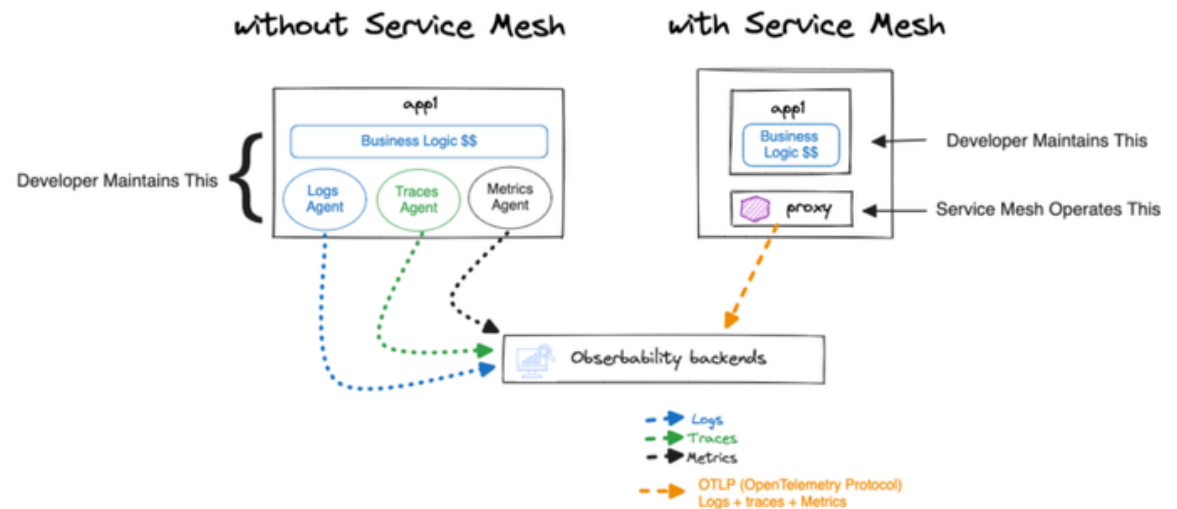 without Service Mesh
with Service Mesh
app1
Business Logic $$
Developer Maintains This
Logs
Agent
Traces
Agent
Metrics
Agent
app1
Business
Logic $$
Developer Maintains This
proxy
Service Mesh Operates This
Obserbability backends
Logs
Traces
Metrics
OTLP (OpenTelemetry Protocol)
Logs + traces + Metrics